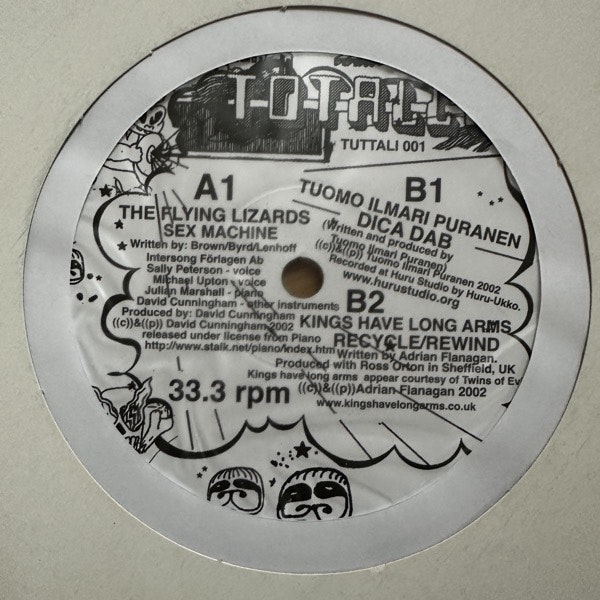 TOTAL
TUTTALI 001
A1
THE FLYING LIZARDS
SEX MACHINE
Written by: Brown/Byrd/Lenhoff
Intersong Förlagen Ab
Sally Peterson - voice
Michael Upton - voice
Julian Marshall - piano
David Cunningham - other instruments
Produced by: David Cunningham
((c))&((p)) David Cunningham 2002
released under license from Piano
http://www.stalk.net/piano/index.htm
33.3 rpm
B1
TUOMO ILMARI PURANEN
DICA DAB
(Written and produced by
Tuomo Ilmari Puranen)
((c))&((p)) Tuomo Ilmari Puranen 2002
Recorded at Huru Studio by Huru-Ukko.
www.hurustudio.org
B2
KINGS HAVE LONG ARMS
RECYCLE/REWIND
Written by Adrian Flanagan.
Produced with Ross Orton in Sheffield, UK
Kings have long arms appear courtesy of Twins of Ev
((c))&((p))Adrian Flanagan 2002
www.kingshavelongarms.co.uk